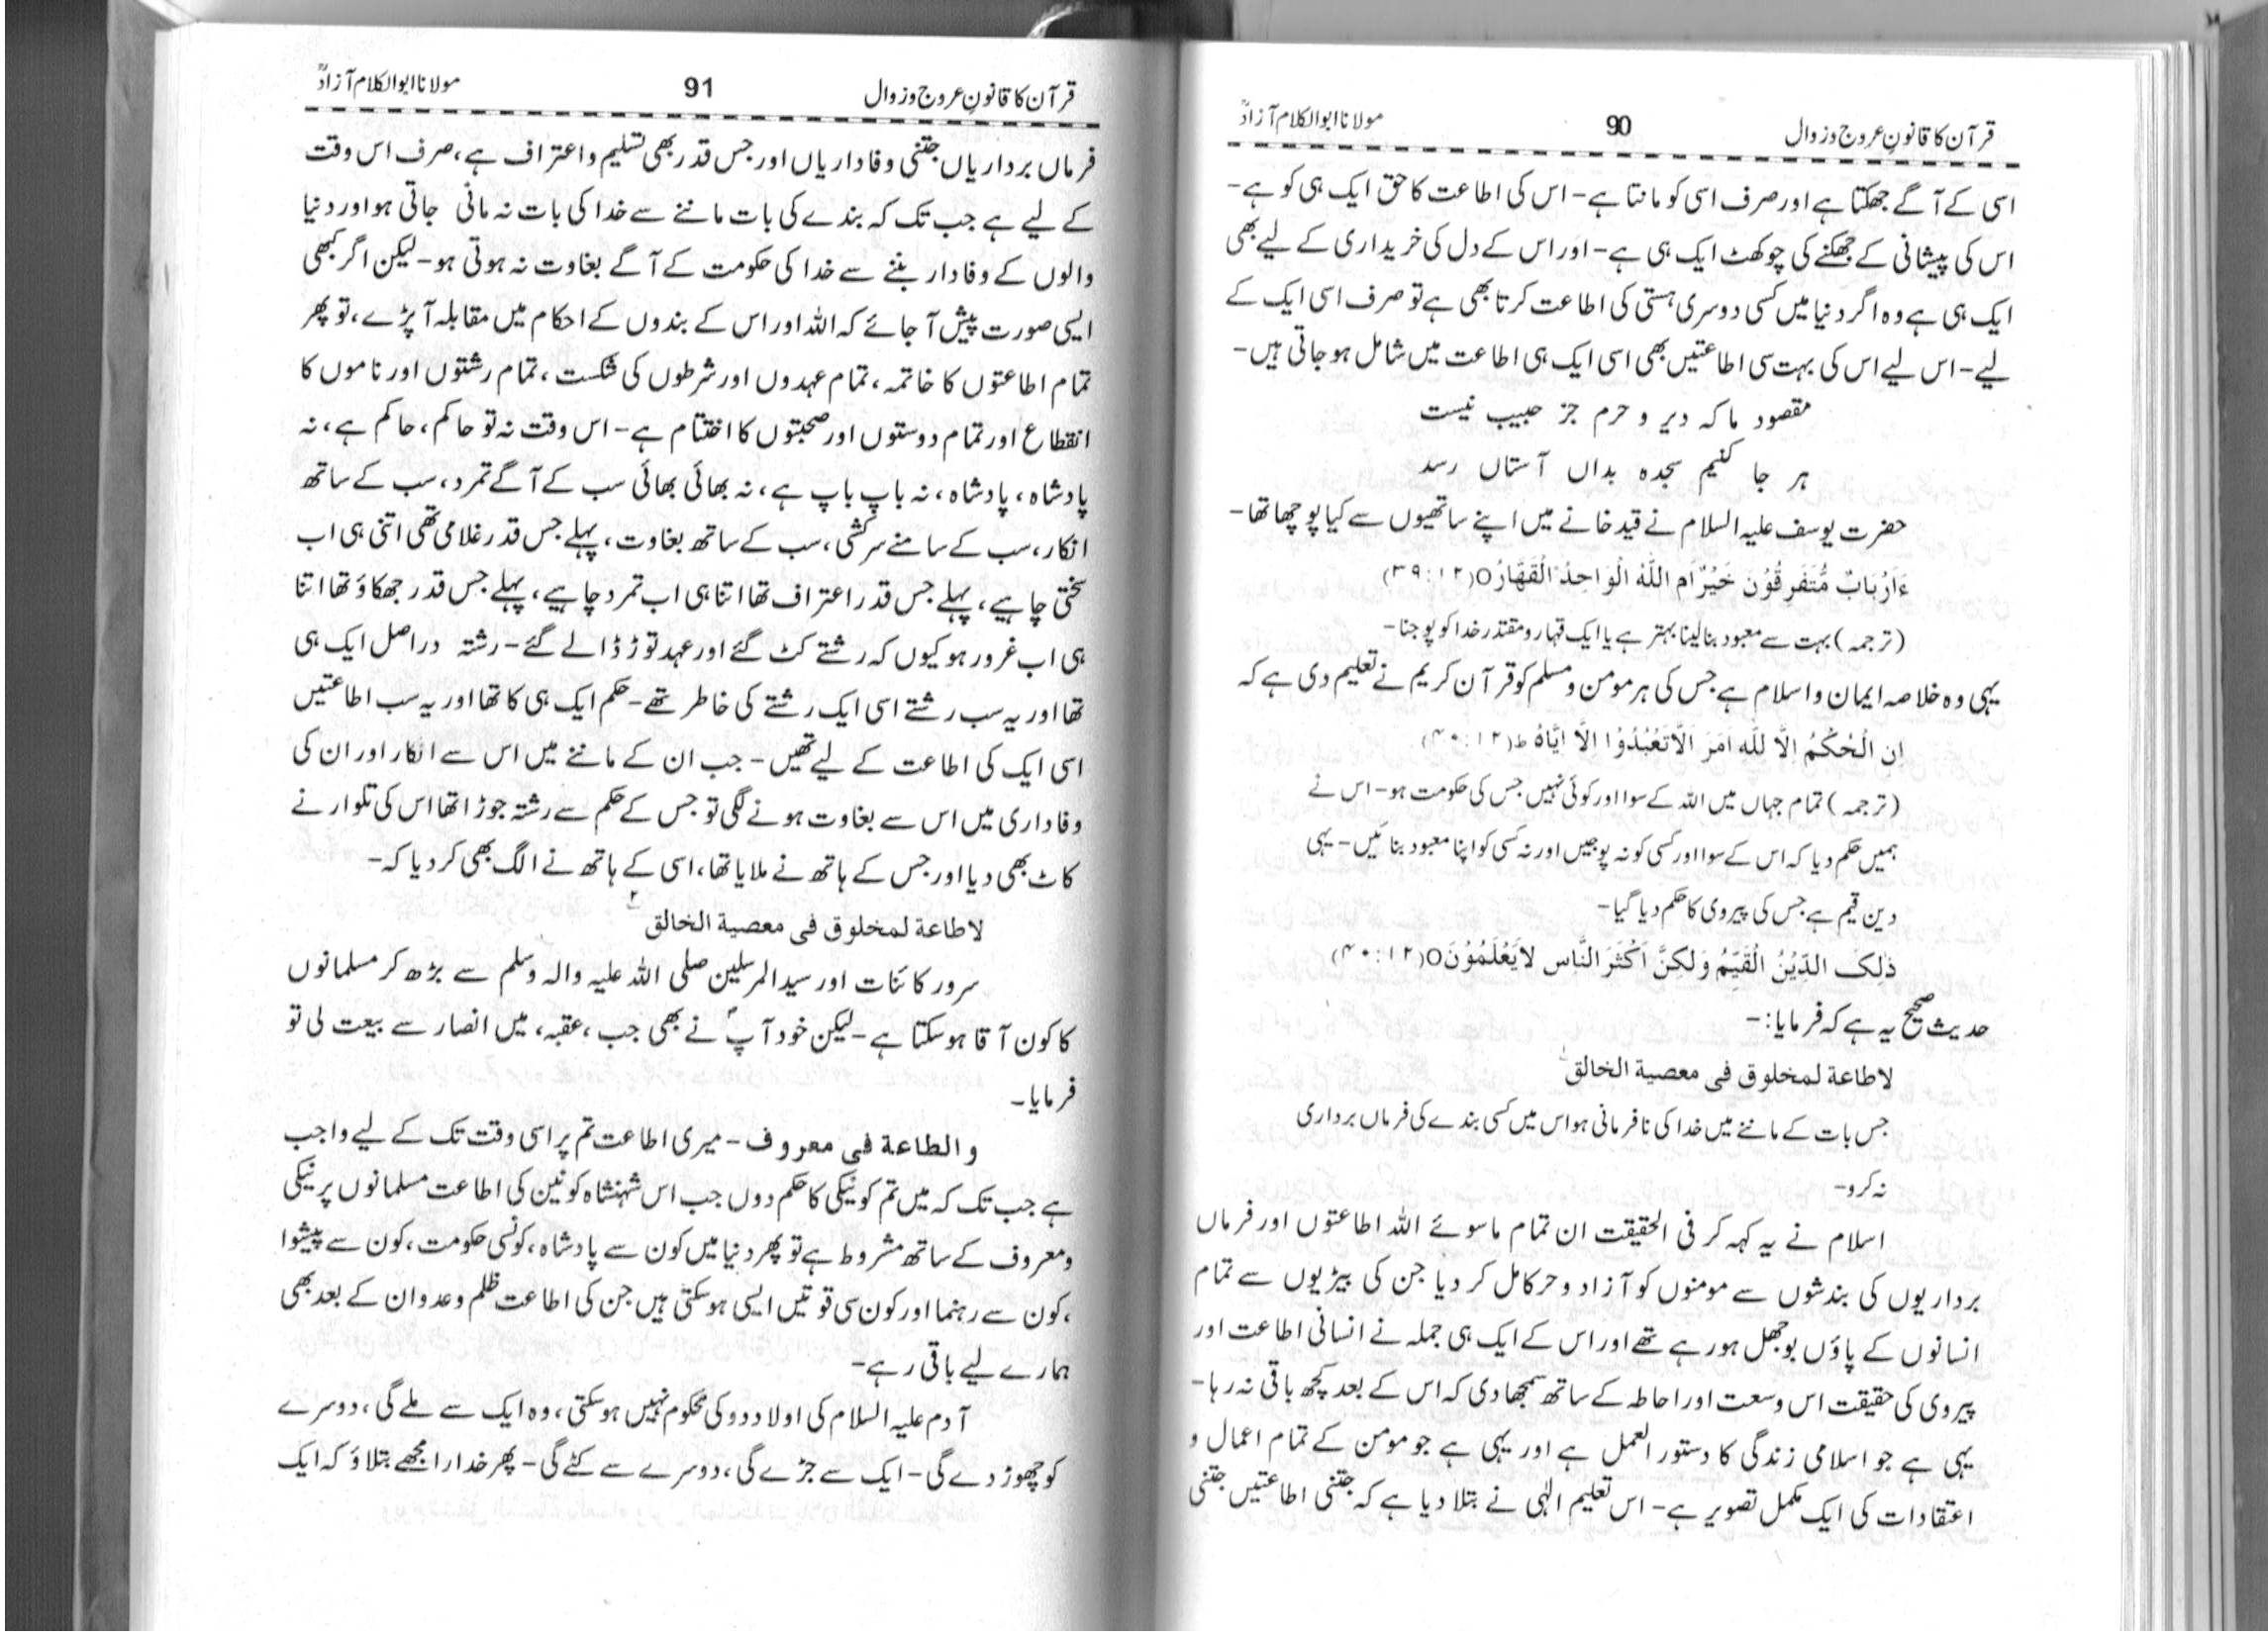 قرآن کا قانونِ عروج و زوال 90 مولانا ابوالکلام آزادؒ
اسی کے آگے جھکتا ہے اور صرف اسی کو مانتا ہے۔ اس کی اطاعت کا حق ایک ہی کو ہے۔
اس کی پیشانی کے جھکنے کی چوکھٹ ایک ہی ہے۔ اور اس کے دل کی خریداری کے لیے بھی
ایک ہی ہے وہ اگر دنیا میں کسی دوسری ہستی کی اطاعت کرتا بھی ہے تو صرف اسی ایک کے
لیے۔ اس لیے اس کی بہت سی اطاعتیں بھی اسی ایک ہی اطاعت میں شامل ہو جاتی ہیں۔
مقصود ما کہ دیر و حرم جز حبیب نیست
ہر جا کنیم سجدہ بداں آستاں رسد
حضرت یوسف علیہ السلام نے قید خانے میں اپنے ساتھیوں سے کیا پوچھا تھا۔
ءَاَرْبَابٌ مُّتَفَرِقُوْنَ خَيْرٌ اَمِ اللّٰهُ الْوَاحِدُ الْقَهَّارُO(۳۹:۱۲)
(ترجمہ) بہت سے معبود بنا لینا بہتر ہے یا ایک قہار و مقتدر خدا کو پوجنا۔
یہی وہ خلاصہ ایمان و اسلام ہے جس کی ہر مومن و مسلم کو قرآن کریم نے تعلیم دی ہے کہ
اِنِ الْحُكْمُ اِلَّا لِلّٰهِ اَمَرَ اَلَّا تَعْبُدُوْا اِلَّا اِيَّاهُ ط(۴۰:۱۲)
(ترجمہ) تمام جہاں میں اللہ کے سوا اور کوئی نہیں جس کی حکومت ہو۔ اس نے
ہمیں حکم دیا کہ اس کے سوا اور کسی کو نہ پوجیں اور نہ کسی کو اپنا معبود بنائیں۔ یہی
دین قیم ہے جس کی پیروی کا حکم دیا گیا۔
ذٰلِكَ الدِّيْنُ الْقَيِّمُ وَلٰكِنَّ اَكْثَرَ النَّاسِ لَا يَعْلَمُوْنَO(۴۰:۱۲)
حدیث صحیح یہ ہے کہ فرمایا:۔
لاطاعة لمخلوق فی معصية الخالق
جس بات کے ماننے میں خدا کی نافرمانی ہو اس میں کسی بندے کی فرماں برداری
نہ کرو۔
اسلام نے یہ کہہ کر فی الحقیقت ان تمام ماسوائے اللہ اطاعتوں اور فرماں
برداریوں کی بندشوں سے مومنوں کو آزاد و حر کامل کر دیا جن کی بیڑیوں سے تمام
انسانوں کے پاؤں بوجھل ہو رہے تھے اور اس کے ایک ہی جملہ نے انسانی اطاعت اور
پیروی کی حقیقت اس وسعت اور احاطہ کے ساتھ سمجھا دی کہ اس کے بعد کچھ باقی نہ رہا۔
یہی ہے جو اسلامی زندگی کا دستور العمل ہے اور یہی ہے جو مومن کے تمام اعمال و
اعتقادات کی ایک مکمل تصویر ہے۔ اس تعلیم الٰہی نے بتلا دیا ہے کہ جتنی اطاعتیں جتنی
قرآن کا قانونِ عروج و زوال 91 مولانا ابوالکلام آزادؒ
فرماں برداریاں جتنی وفاداریاں اور جس قدر بھی تسلیم و اعتراف ہے، صرف اس وقت
کے لیے ہے جب تک کہ بندے کی بات ماننے سے خدا کی بات نہ مانی جاتی ہو اور دنیا
والوں کے وفادار بننے سے خدا کی حکومت کے آگے بغاوت نہ ہوتی ہو۔ لیکن اگر کبھی
ایسی صورت پیش آ جائے کہ اللہ اور اس کے بندوں کے احکام میں مقابلہ آ پڑے، تو پھر
تمام اطاعتوں کا خاتمہ، تمام عہدوں اور شرطوں کی شکست، تمام رشتوں اور ناموں کا
انقطاع اور تمام دوستوں اور صحبتوں کا اختتام ہے۔ اس وقت نہ تو حاکم، حاکم ہے، نہ
پادشاہ، پادشاہ، نہ باپ باپ ہے، نہ بھائی بھائی سب کے آگے تمرد، سب کے ساتھ
انکار، سب کے سامنے سرکشی، سب کے ساتھ بغاوت، پہلے جس قدر غلامی تھی اتنی ہی اب
سختی چاہیے، پہلے جس قدر اعتراف تھا اتنا ہی اب تمرد چاہیے، پہلے جس قدر جھکاؤ تھا اتنا
ہی اب غرور ہو کیوں کہ رشتے کٹ گئے اور عہد توڑ ڈالے گئے۔ رشتہ دراصل ایک ہی
تھا اور یہ سب رشتے اسی ایک رشتے کی خاطر تھے۔ حکم ایک ہی کا تھا اور یہ سب اطاعتیں
اسی ایک کی اطاعت کے لیے تھیں۔ جب ان کے ماننے میں اس سے انکار اور ان کی
وفاداری میں اس سے بغاوت ہونے لگی تو جس کے حکم سے رشتہ جوڑا تھا اس کی تلوار نے
کاٹ بھی دیا اور جس کے ہاتھ نے ملایا تھا، اسی کے ہاتھ نے الگ بھی کر دیا کہ۔
لاطاعة لمخلوق فی معصية الخالق ۲
سرور کائنات اور سید المرسلین صلی اللہ علیہ والہ وسلم سے بڑھ کر مسلمانوں
کا کون آقا ہو سکتا ہے۔ لیکن خود آپؐ نے بھی جب، عقبہ، میں انصار سے بیعت لی تو
فرمایا۔
والطاعة فی معروف۔ میری اطاعت تم پر اسی وقت تک کے لیے واجب
ہے جب تک کہ میں تم کو نیکی کا حکم دوں جب اس شہنشاہ کونین کی اطاعت مسلمانوں پر نیکی
و معروف کے ساتھ مشروط ہے تو پھر دنیا میں کون سے پادشاہ، کونسی حکومت، کون سے پیشوا
، کون سے رہنما اور کون سی قوتیں ایسی ہو سکتی ہیں جن کی اطاعت ظلم و عدوان کے بعد بھی
ہمارے لیے باقی رہے۔
آدم علیہ السلام کی اولاد دو کی محکوم نہیں ہو سکتی، وہ ایک سے ملے گی، دوسرے
کو چھوڑ دے گی۔ ایک سے جڑے گی، دوسرے سے کٹے گی۔ پھر خدارا مجھے بتلاؤ کہ ایک